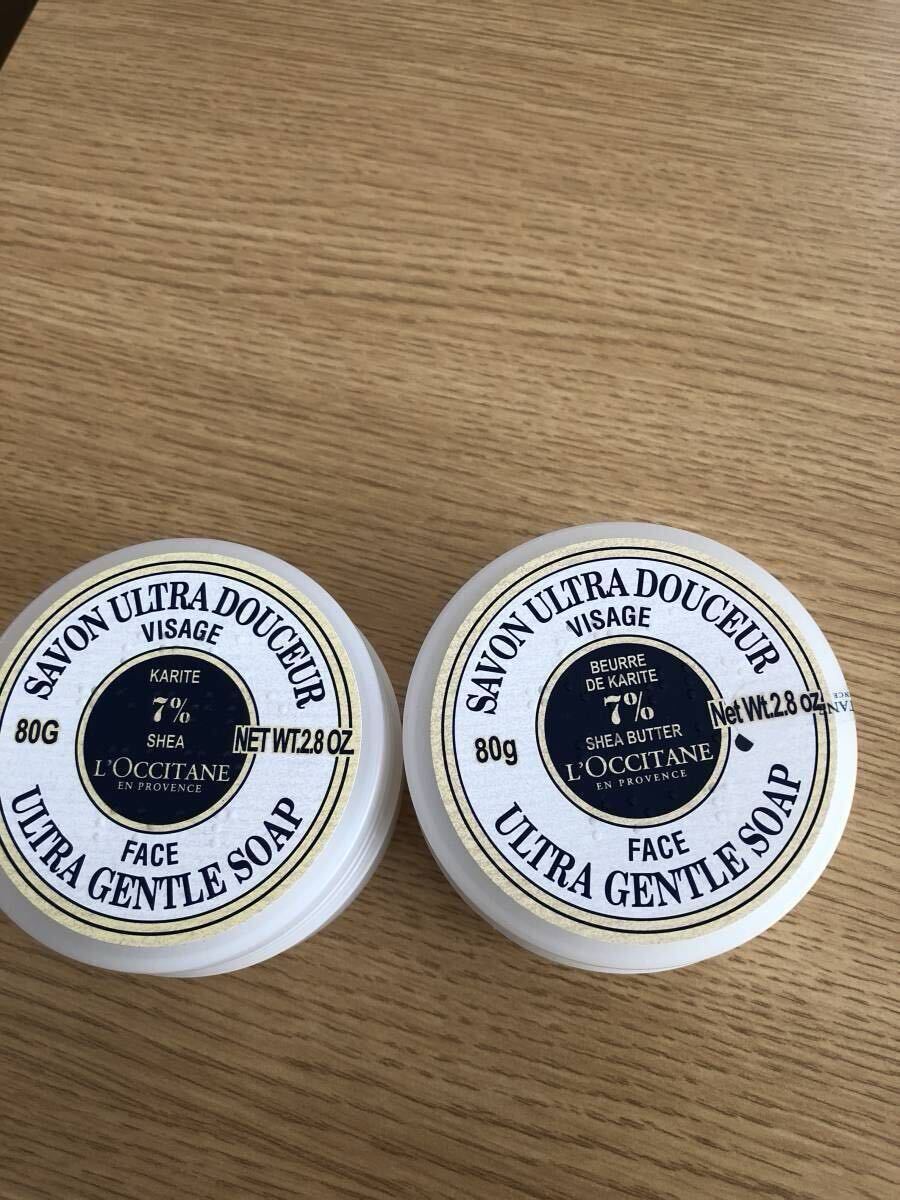 SAVON ULTRA DOUCEUR
VISAGE
KARITE
7%
SHEA
L'OCCITANE
EN PROVENCE
80G
NET WT.2.8 OZ
FACE
ULTRA GENTLE SOAP
SAVON ULTRA DOUCEUR
VISAGE
BEURRE
DE KARITE
7%
SHEA BUTTER
L'OCCITANE
EN PROVENCE
80g
Net Wt.2.8 oz
FACE
ULTRA GENTLE SOAP